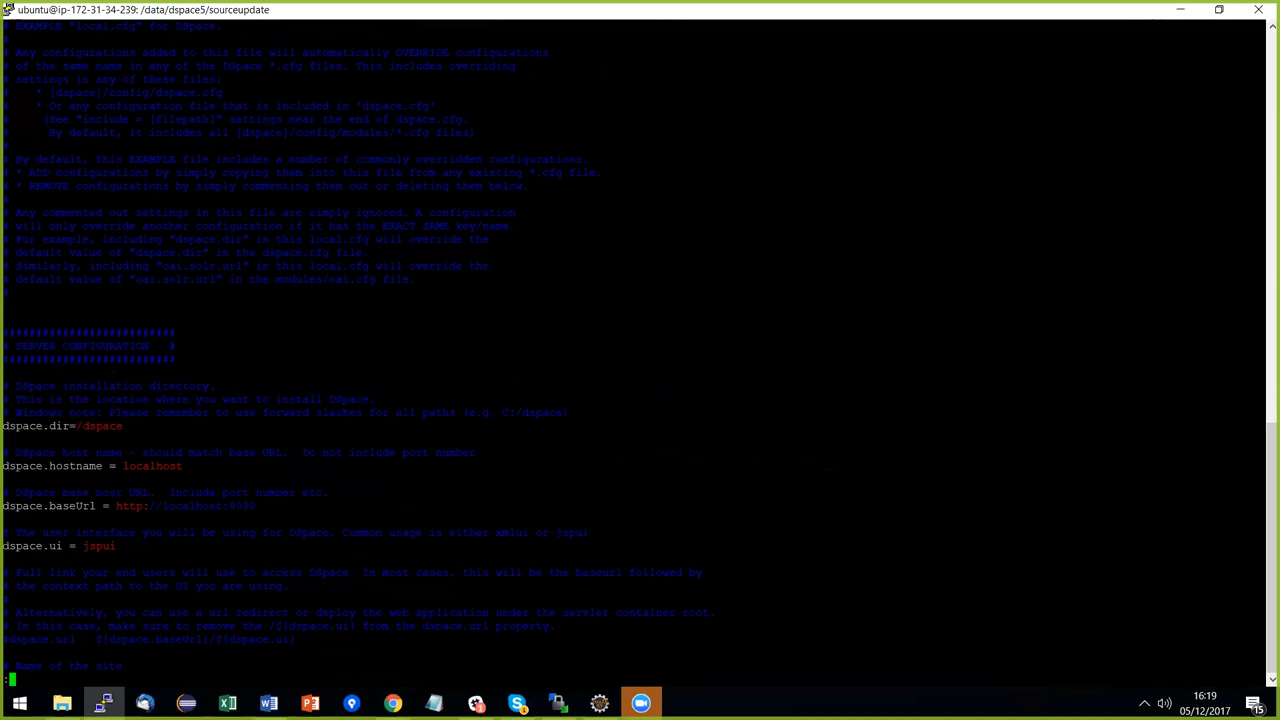 ubuntu@ip-172-31-34-239: /data/dspace5/sourceupdate
# EXAMPLE "local.cfg" for DSpace.
#
# Any configurations added to this file will automatically OVERRIDE configurations
# of the same name in any of the DSpace *.cfg files. This includes overriding
# settings in any of these files:
#    * [dspace]/config/dspace.cfg
#    * Or any configuration file that is included in 'dspace.cfg'
#      (See "include = [filepath]" settings near the end of dspace.cfg.
#       By default, it includes all [dspace]/config/modules/*.cfg files)
#
# By default, this EXAMPLE file includes a number of commonly overridden configurations.
# * ADD configurations by simply copying them into this file from any existing *.cfg file.
# * REMOVE configurations by simply commenting them out or deleting them below.
#
# Any commented out settings in this file are simply ignored. A configuration
# will only override another configuration if it has the EXACT SAME key/name
# For example, including "dspace.dir" in this local.cfg will override the
# default value of "dspace.dir" in the dspace.cfg file.
# Similarly, including "oai.solr.url" in this local.cfg will override the
# default value of "oai.solr.url" in the modules/oai.cfg file.
#
##########################
# SERVER CONFIGURATION   #
##########################
# DSpace installation directory.
# This is the location where you want to install DSpace.
# Windows note: Please remember to use forward slashes for all paths (e.g. C:/dspace)
dspace.dir=/dspace
# DSpace host name - should match base URL.  Do not include port number
dspace.hostname = localhost
# DSpace base host URL.  Include port number etc.
dspace.baseUrl = http://localhost:8080
# The user interface you will be using for DSpace. Common usage is either xmlui or jspui
dspace.ui = jspui
# Full link your end users will use to access DSpace. In most cases, this will be the baseurl followed by
# the context path to the UI you are using.
#
# Alternatively, you can use a url redirect or deploy the web application under the servlet container root.
# In this case, make sure to remove the /${dspace.ui} from the dspace.url property.
#dspace.url = ${dspace.baseUrl}/${dspace.ui}
# Name of the site
:
16:19
05/12/2017
15